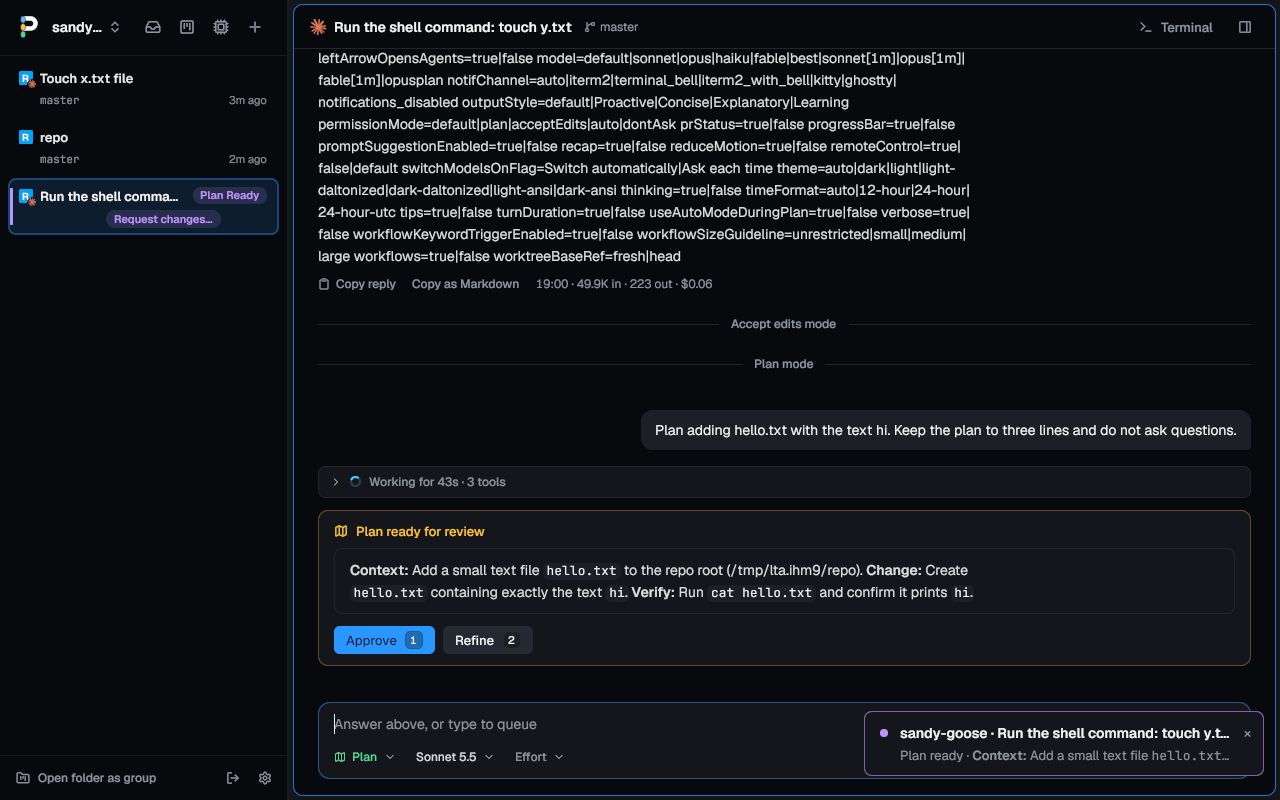 sandy...
Touch x.txt file
master
3m ago
repo
master
2m ago
Run the shell comma...
Plan Ready
Request changes...
Open folder as group
Run the shell command: touch y.txt
master
Terminal
leftArrowOpensAgents=true|false model=default|sonnet|opus|haiku|fable|best|sonnet[1m]|opus[1m]|
fable[1m]|opusplan notifChannel=auto|iterm2|terminal_bell|iterm2_with_bell|kitty|ghostty|
notifications_disabled outputStyle=default|Proactive|Concise|Explanatory|Learning
permissionMode=default|plan|acceptEdits|auto|dontAsk prStatus=true|false progressBar=true|false
promptSuggestionEnabled=true|false recap=true|false reduceMotion=true|false remoteControl=true|
false|default switchModelsOnFlag=Switch automatically|Ask each time theme=auto|dark|light|light-
daltonized|dark-daltonized|light-ansi|dark-ansi thinking=true|false timeFormat=auto|12-hour|24-hour|
24-hour-utc tips=true|false turnDuration=true|false useAutoModeDuringPlan=true|false verbose=true|
false workflowKeywordTriggerEnabled=true|false workflowSizeGuideline=unrestricted|small|medium|
large workflows=true|false worktreeBaseRef=fresh|head
Copy reply Copy as Markdown 19:00 · 49.9K in · 223 out · $0.06
Accept edits mode
Plan mode
Plan adding hello.txt with the text hi. Keep the plan to three lines and do not ask questions.
Working for 43s · 3 tools
Plan ready for review
Context: Add a small text file hello.txt to the repo root (/tmp/lta.ihm9/repo). Change: Create
hello.txt containing exactly the text hi. Verify: Run cat hello.txt and confirm it prints hi.
Approve 1 Refine 2
Answer above, or type to queue
Plan Sonnet 5.5 Effort
sandy-goose · Run the shell command: touch y.t...
Plan ready · Context: Add a small text file hello.txt...